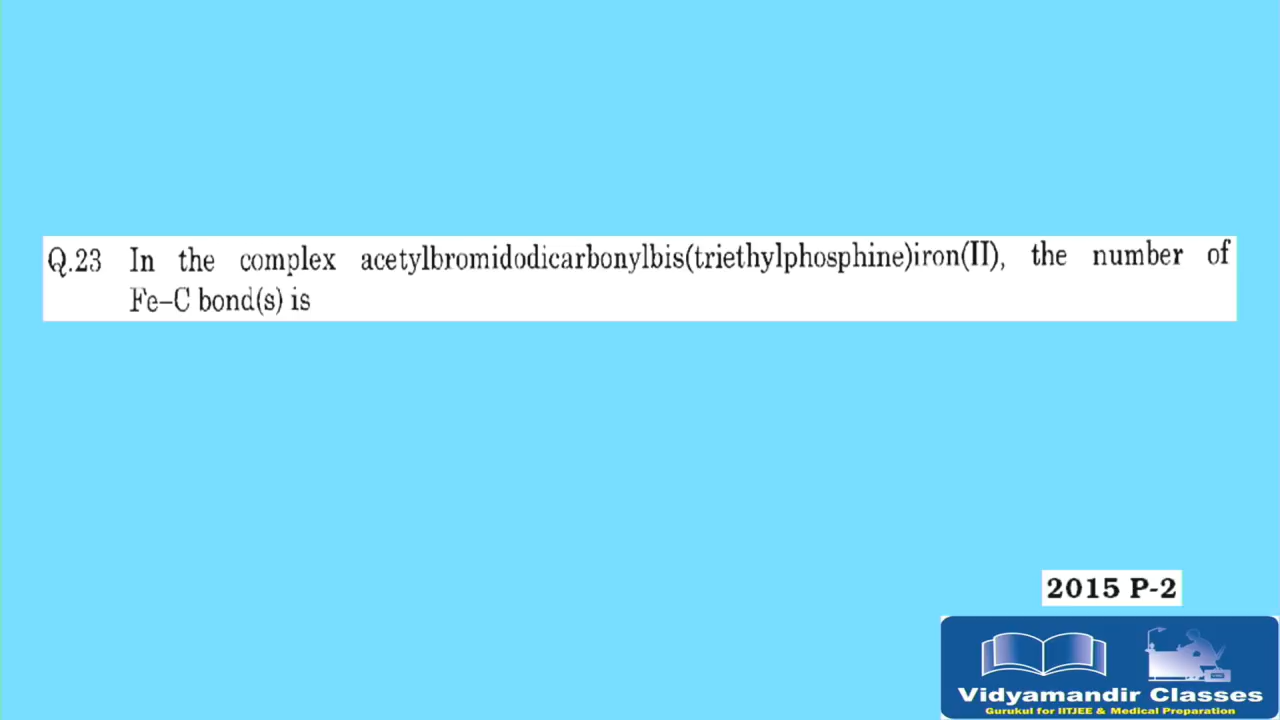 Q.23 In the complex acetylbromidodicarbonylbis(triethylphosphine)iron(II), the number of
Fe–C bond(s) is
2015 P-2
Vidyamandir Classes
Gurukul for IITJEE & Medical Preparation